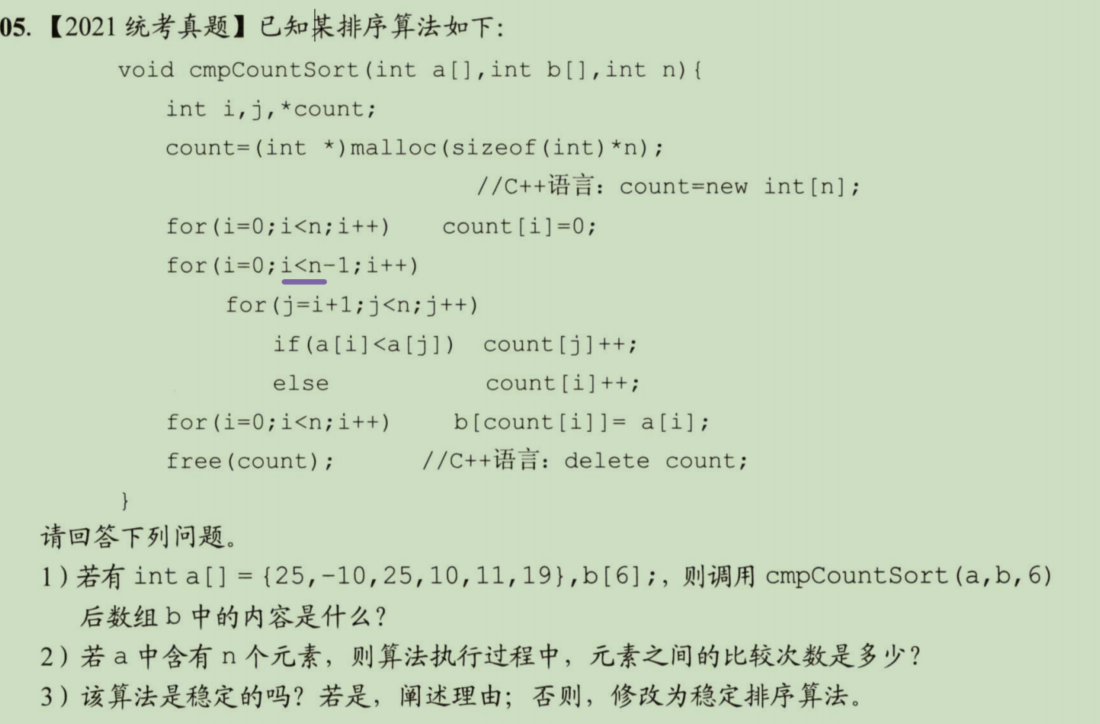 05.【2021 统考真题】已知某排序算法如下：
void cmpCountSort(int a[],int b[],int n){
int i,j,*count;
count=(int *)malloc(sizeof(int)*n);
//C++语言：count=new int[n];
for(i=0;i<n;i++) count[i]=0;
for(i=0;i<n-1;i++)
for(j=i+1;j<n;j++)
if(a[i]<a[j]) count[j]++;
else count[i]++;
for(i=0;i<n;i++) b[count[i]]= a[i];
free(count); //C++语言：delete count;
}
请回答下列问题。
1）若有 int a[] = {25,-10,25,10,11,19},b[6];，则调用 cmpCountSort(a,b,6)
后数组 b 中的内容是什么？
2）若 a 中含有 n 个元素，则算法执行过程中，元素之间的比较次数是多少？
3）该算法是稳定的吗？若是，阐述理由；否则，修改为稳定排序算法。